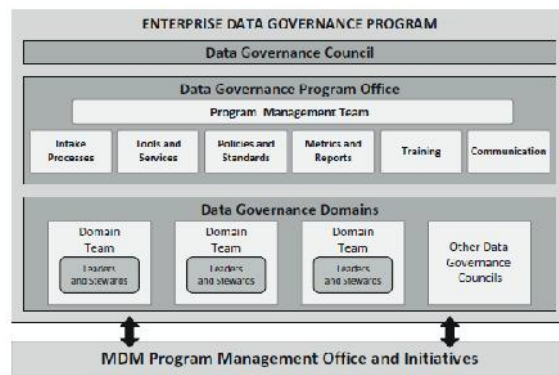 ENTERPRISE DATA GOVERNANCE PROGRAM
Data Governance Council
Data Governance Program Office
Program Management Team
Intake
Processes
Tools and
Services
Policies and
Standards
Metrics and
Reports
Training
Communication
Data Governance Domains
Domain
Team
Leaders
and Stewards
Domain
Team
Leaders
and Stewards
Domain
Team
Leaders
and Stewards
Other Data
Governance
Councils
MDM Program Management Office and Initiatives